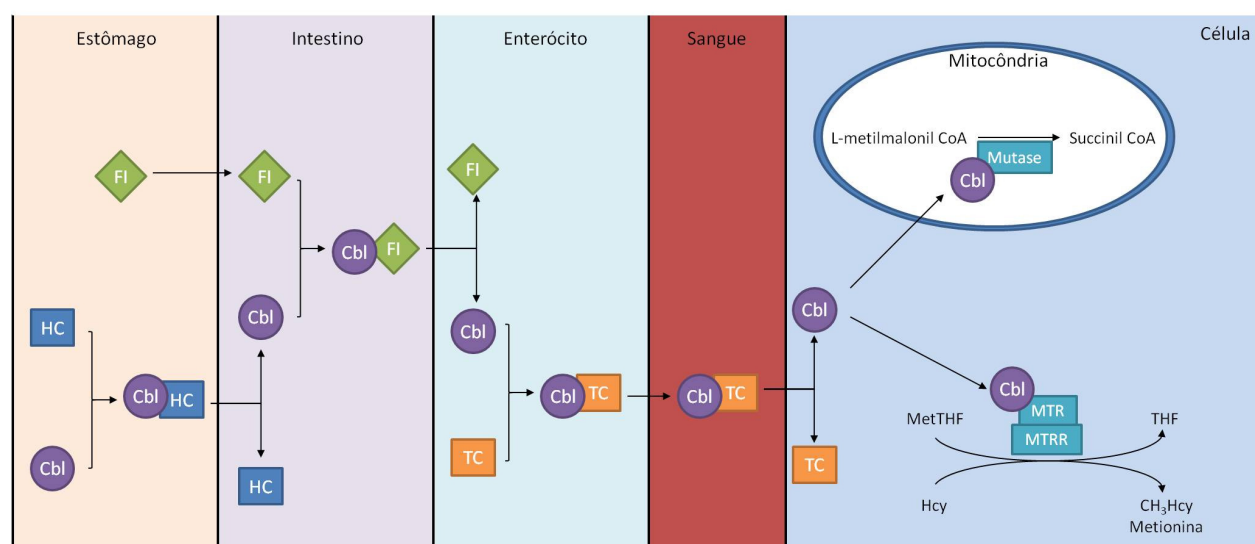 Estômago
Intestino
Enterócito
Sangue
Célula
Mitocôndria
L-metilmalonil CoA
Succinil CoA
Mutase
Cbl
FI
FI
FI
Cbl
FI
HC
Cbl
Cbl
Cbl
Cbl
HC
Cbl
TC
Cbl
TC
Cbl
MTR
MTRR
MetTHF
THF
Cbl
HC
TC
TC
Hcy
CH₃Hcy
Metionina